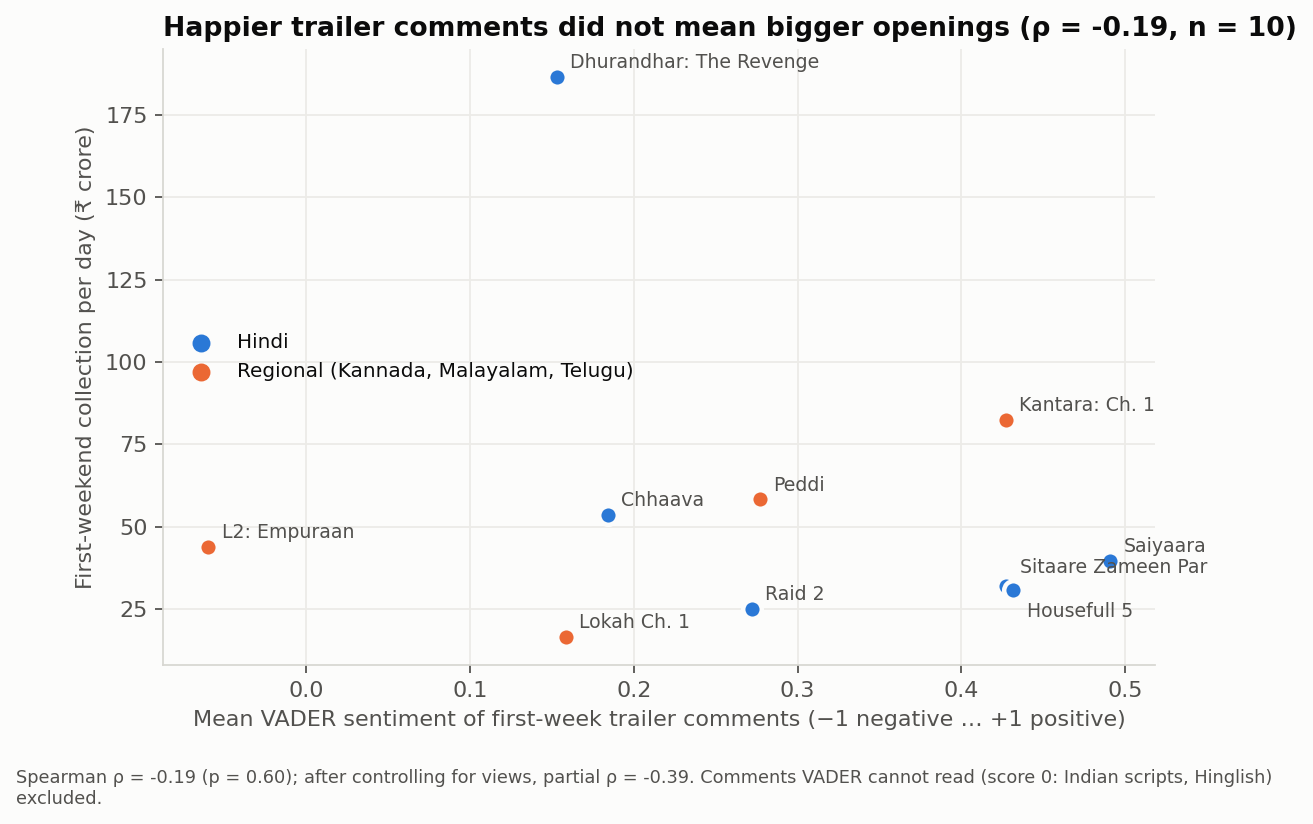 Happier trailer comments did not mean bigger openings (ρ = -0.19, n = 10)
Dhurandhar: The Revenge
175
150
125
100
75
50
25
First-weekend collection per day (₹ crore)
Hindi
Regional (Kannada, Malayalam, Telugu)
Kantara: Ch. 1
Peddi
Chhaava
L2: Empuraan
Saiyaara
Sitaare Zameen Par
Raid 2
Housefull 5
Lokah Ch. 1
0.0 0.1 0.2 0.3 0.4 0.5
Mean VADER sentiment of first-week trailer comments (−1 negative … +1 positive)
Spearman ρ = -0.19 (p = 0.60); after controlling for views, partial ρ = -0.39. Comments VADER cannot read (score 0: Indian scripts, Hinglish)
excluded.